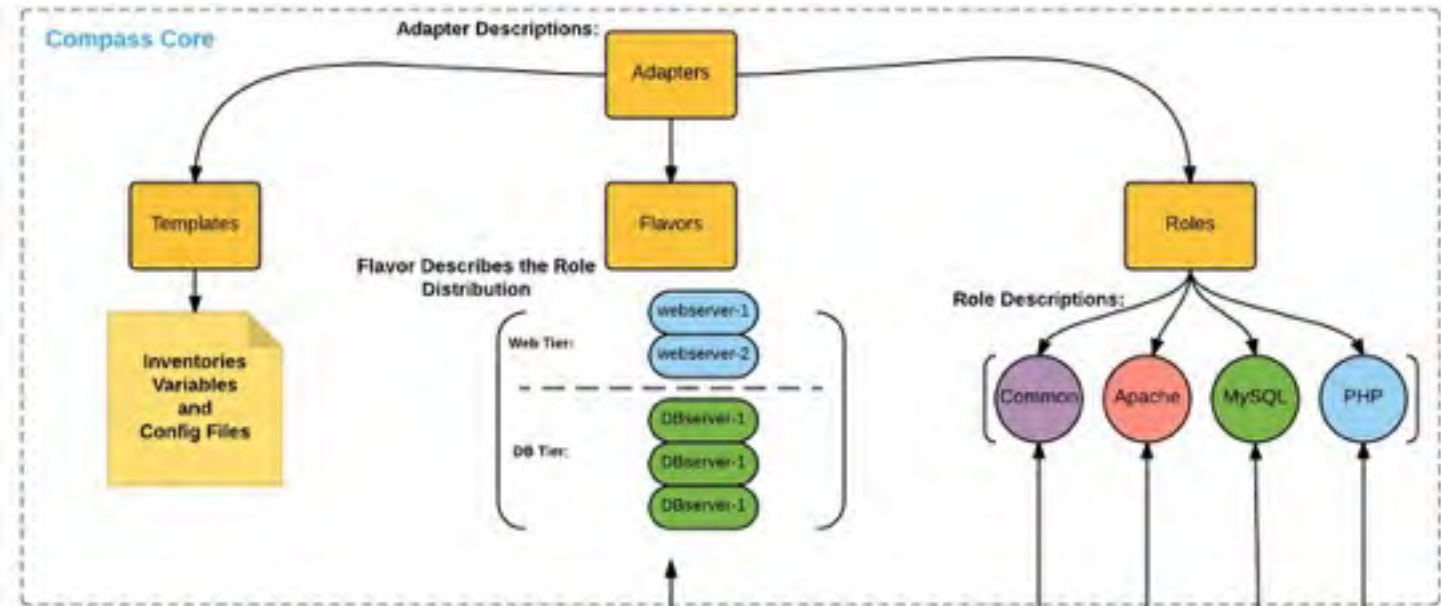 Compass Core
Adapter Descriptions:
Adapters
Templates
Flavors
Roles
Flavor Describes the Role
Distribution
Role Descriptions:
Inventories
Variables
and
Config Files
Web Tier:
webserver-1
webserver-2
DB Tier:
DBserver-1
DBserver-1
DBserver-1
Common
Apache
MySQL
PHP